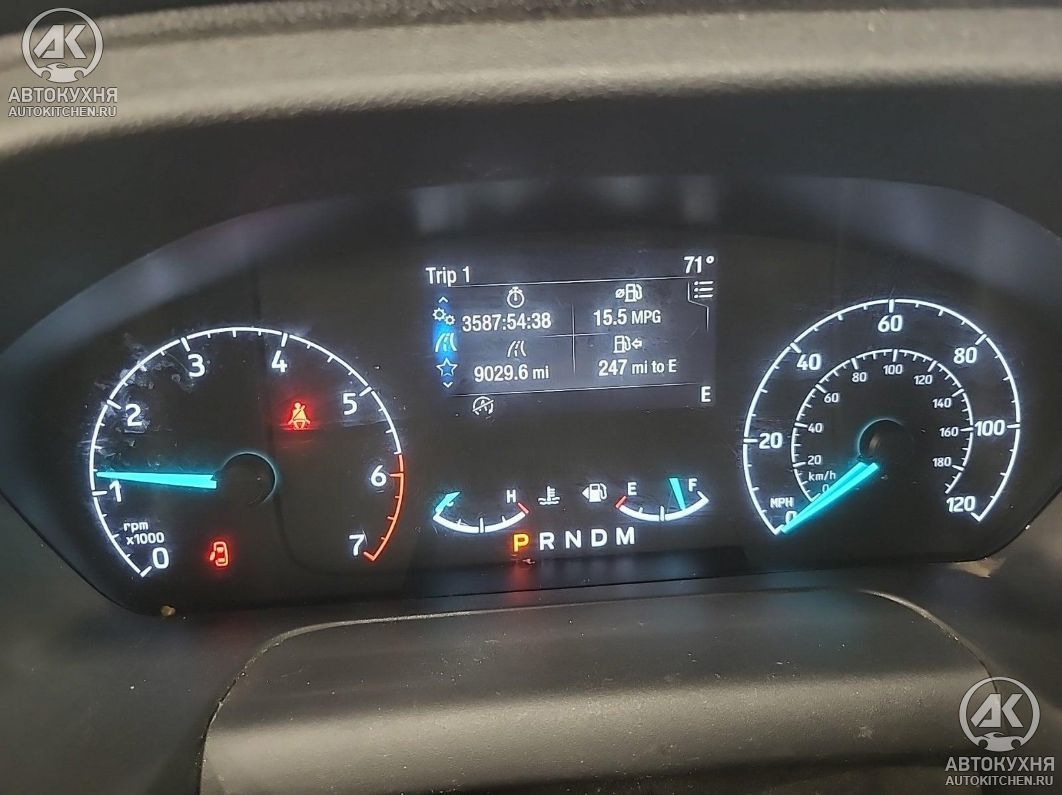 AK
АВТОКУХНЯ
AUTOKITCHEN.RU
Trip 1
71°
3587:54:38
15.5 MPG
9029.6 mi
247 mi to E
E
0 1 2 3 4 5 6 7
rpm
x1000
H
E F
P R N D M
0 20 40 60 80 100 120
MPH
0 20 40 60 80 100 120 140 160 180
km/h
AK
АВТОКУХНЯ
AUTOKITCHEN.RU